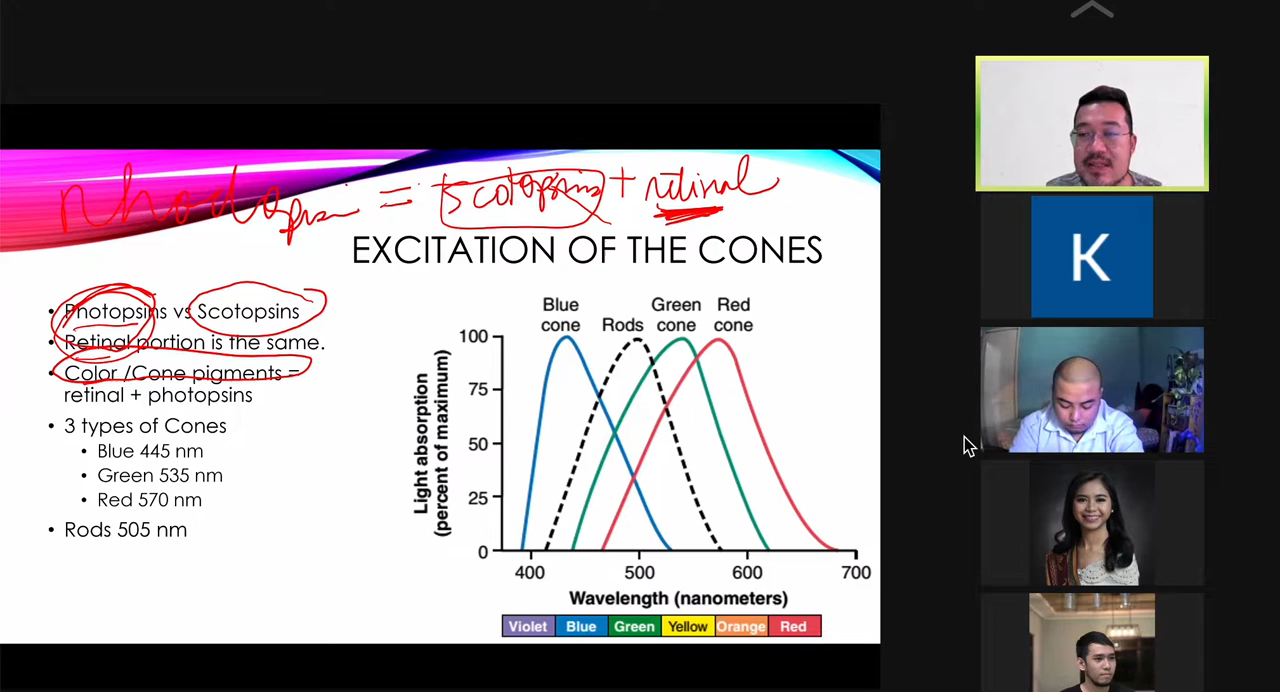 rhodopsin = scotopsins + retinal
EXCITATION OF THE CONES
• Photopsins vs Scotopsins
• Retinal portion is the same.
• Color /Cone pigments =
retinal + photopsins
• 3 types of Cones
• Blue 445 nm
• Green 535 nm
• Red 570 nm
• Rods 505 nm
Blue cone
Rods
Green cone
Red cone
Light absorption
(percent of maximum)
100
75
50
25
0
400 500 600 700
Wavelength (nanometers)
Violet Blue Green Yellow Orange Red
K